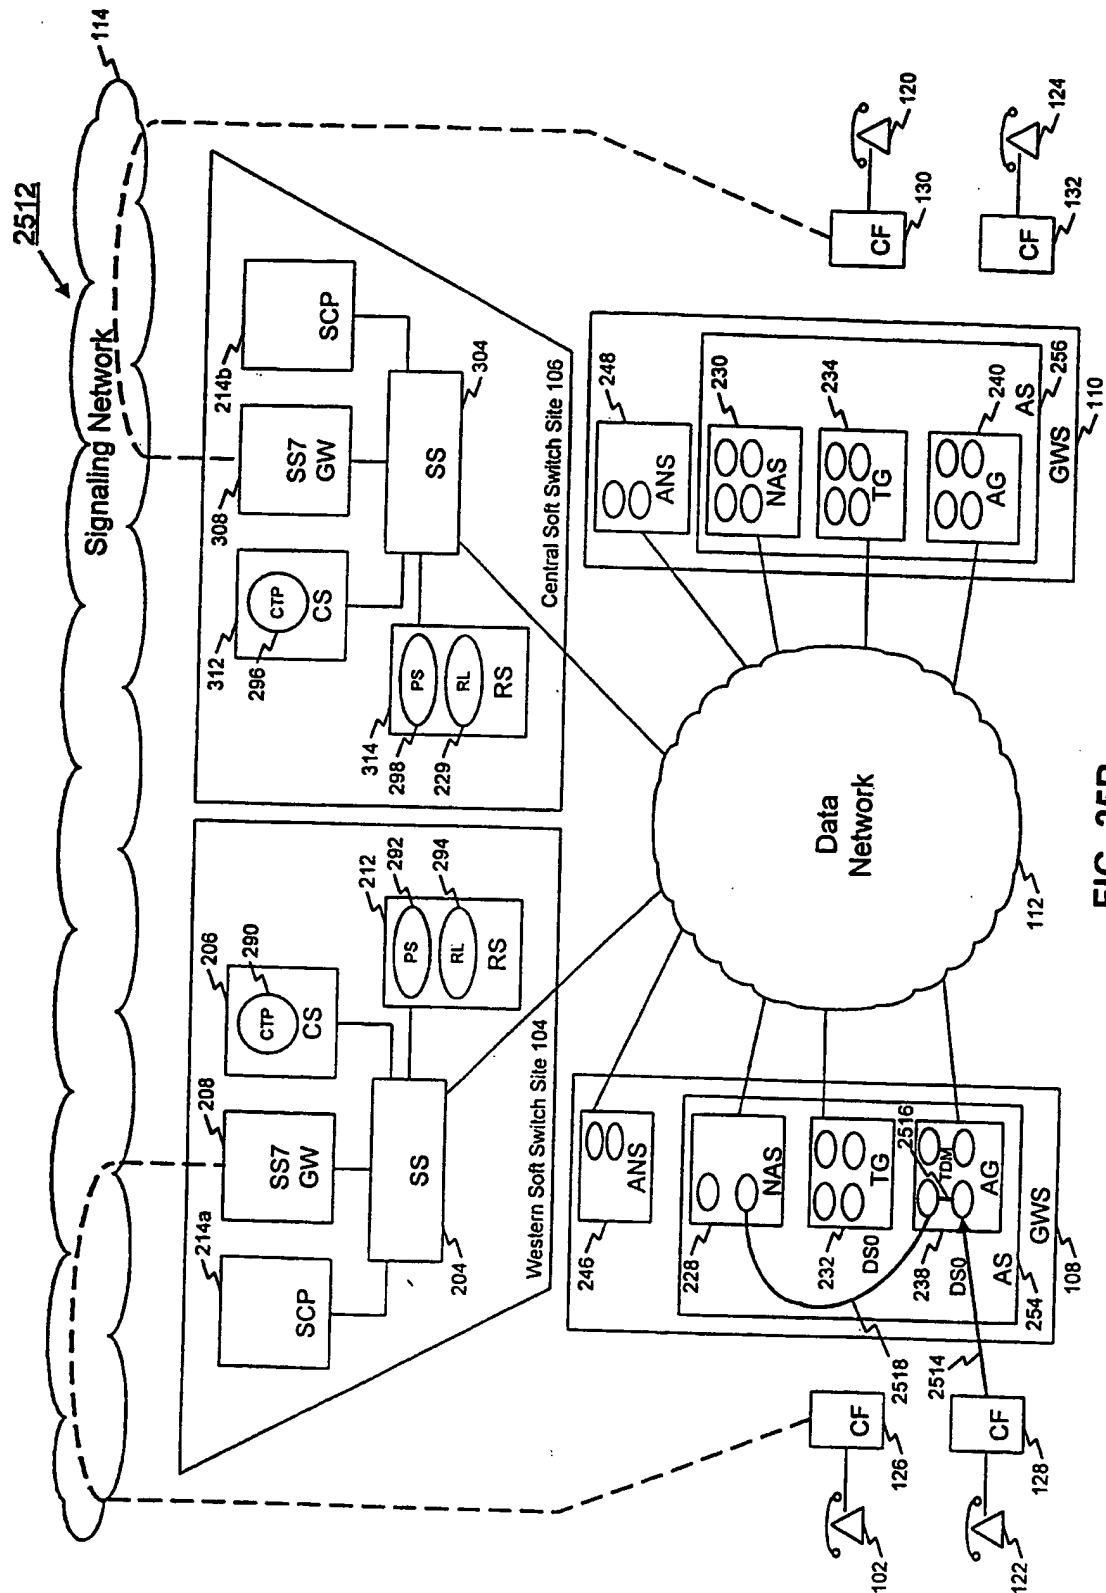 2512
114
Signaling Network
214a
SCP
208
SS7
GW
206
290
CTP
CS
212
292
PS
294
RL
RS
SS
204
Western Soft Switch Site 104
312
296
CTP
CS
308
SS7
GW
214b
SCP
314
298
PS
229
RL
RS
SS
304
Central Soft Switch Site 106
246
ANS
228
NAS
232
TG
DS0
2516
TDM
238
AG
DS0
AS
254
GWS
108
2518
2514
102
CF
126
122
CF
128
Data
Network
112
248
ANS
230
NAS
234
TG
240
AG
AS
256
GWS
110
CF
130
120
CF
132
124